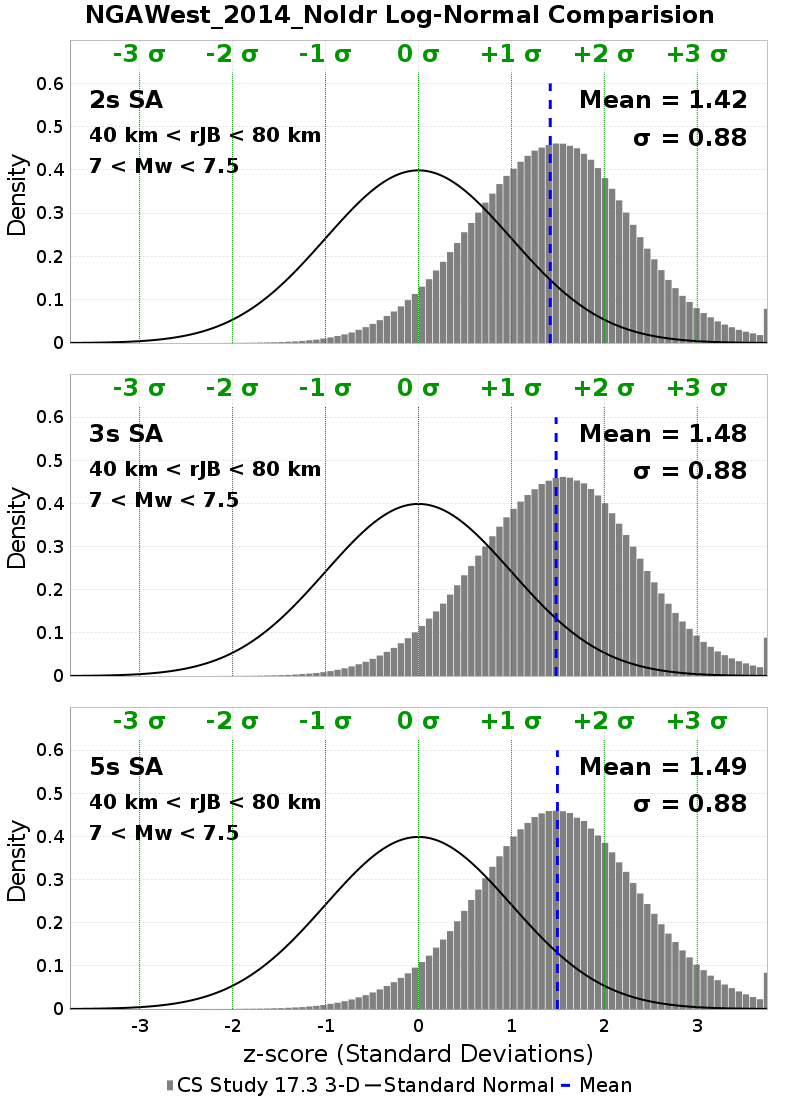 NGAWest_2014_NoIdr Log-Normal Comparision
-3 σ -2 σ -1 σ 0 σ +1 σ +2 σ +3 σ
2s SA
Mean = 1.42
40 km < rJB < 80 km
σ = 0.88
7 < Mw < 7.5
Density
0.6
0.5
0.4
0.3
0.2
0.1
0
-3 σ -2 σ -1 σ 0 σ +1 σ +2 σ +3 σ
3s SA
Mean = 1.48
40 km < rJB < 80 km
σ = 0.88
7 < Mw < 7.5
Density
0.6
0.5
0.4
0.3
0.2
0.1
0
-3 σ -2 σ -1 σ 0 σ +1 σ +2 σ +3 σ
5s SA
Mean = 1.49
40 km < rJB < 80 km
σ = 0.88
7 < Mw < 7.5
Density
0.6
0.5
0.4
0.3
0.2
0.1
0
-3 -2 -1 0 1 2 3
z-score (Standard Deviations)
CS Study 17.3 3-D Standard Normal Mean